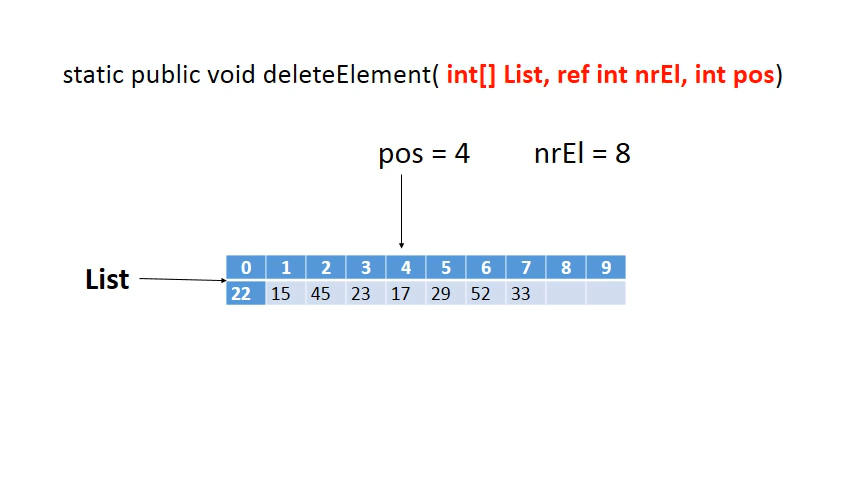 static public void deleteElement( int[] List, ref int nrEl, int pos)
pos = 4 nrEl = 8
0 1 2 3 4 5 6 7 8 9
List
22 15 45 23 17 29 52 33